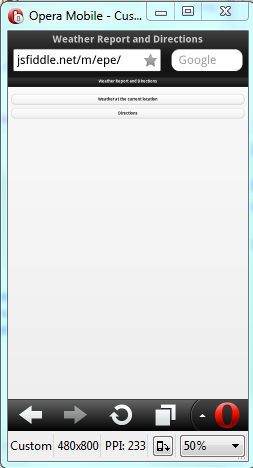 Opera Mobile - Cus...
Weather Report and Directions
jsfiddle.net/m/epe/
Google
Weather Report and Directions
Weather at the current location
Directions
Custom 480x800 PPI: 233 50%